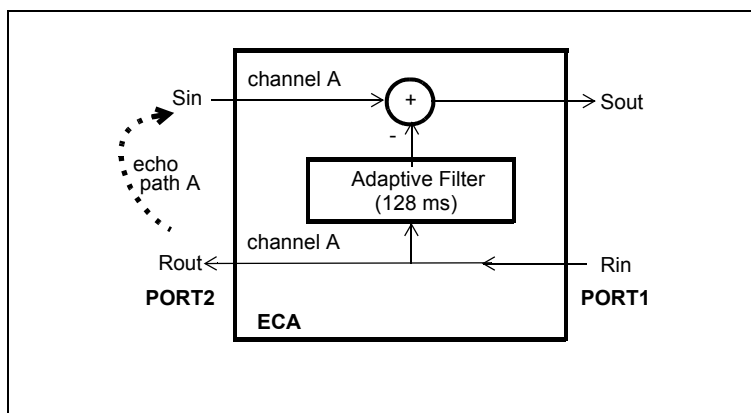 channel A
Sin
+
Sout
-
echo
path A
Adaptive Filter
(128 ms)
channel A
Rout
Rin
PORT2
PORT1
ECA